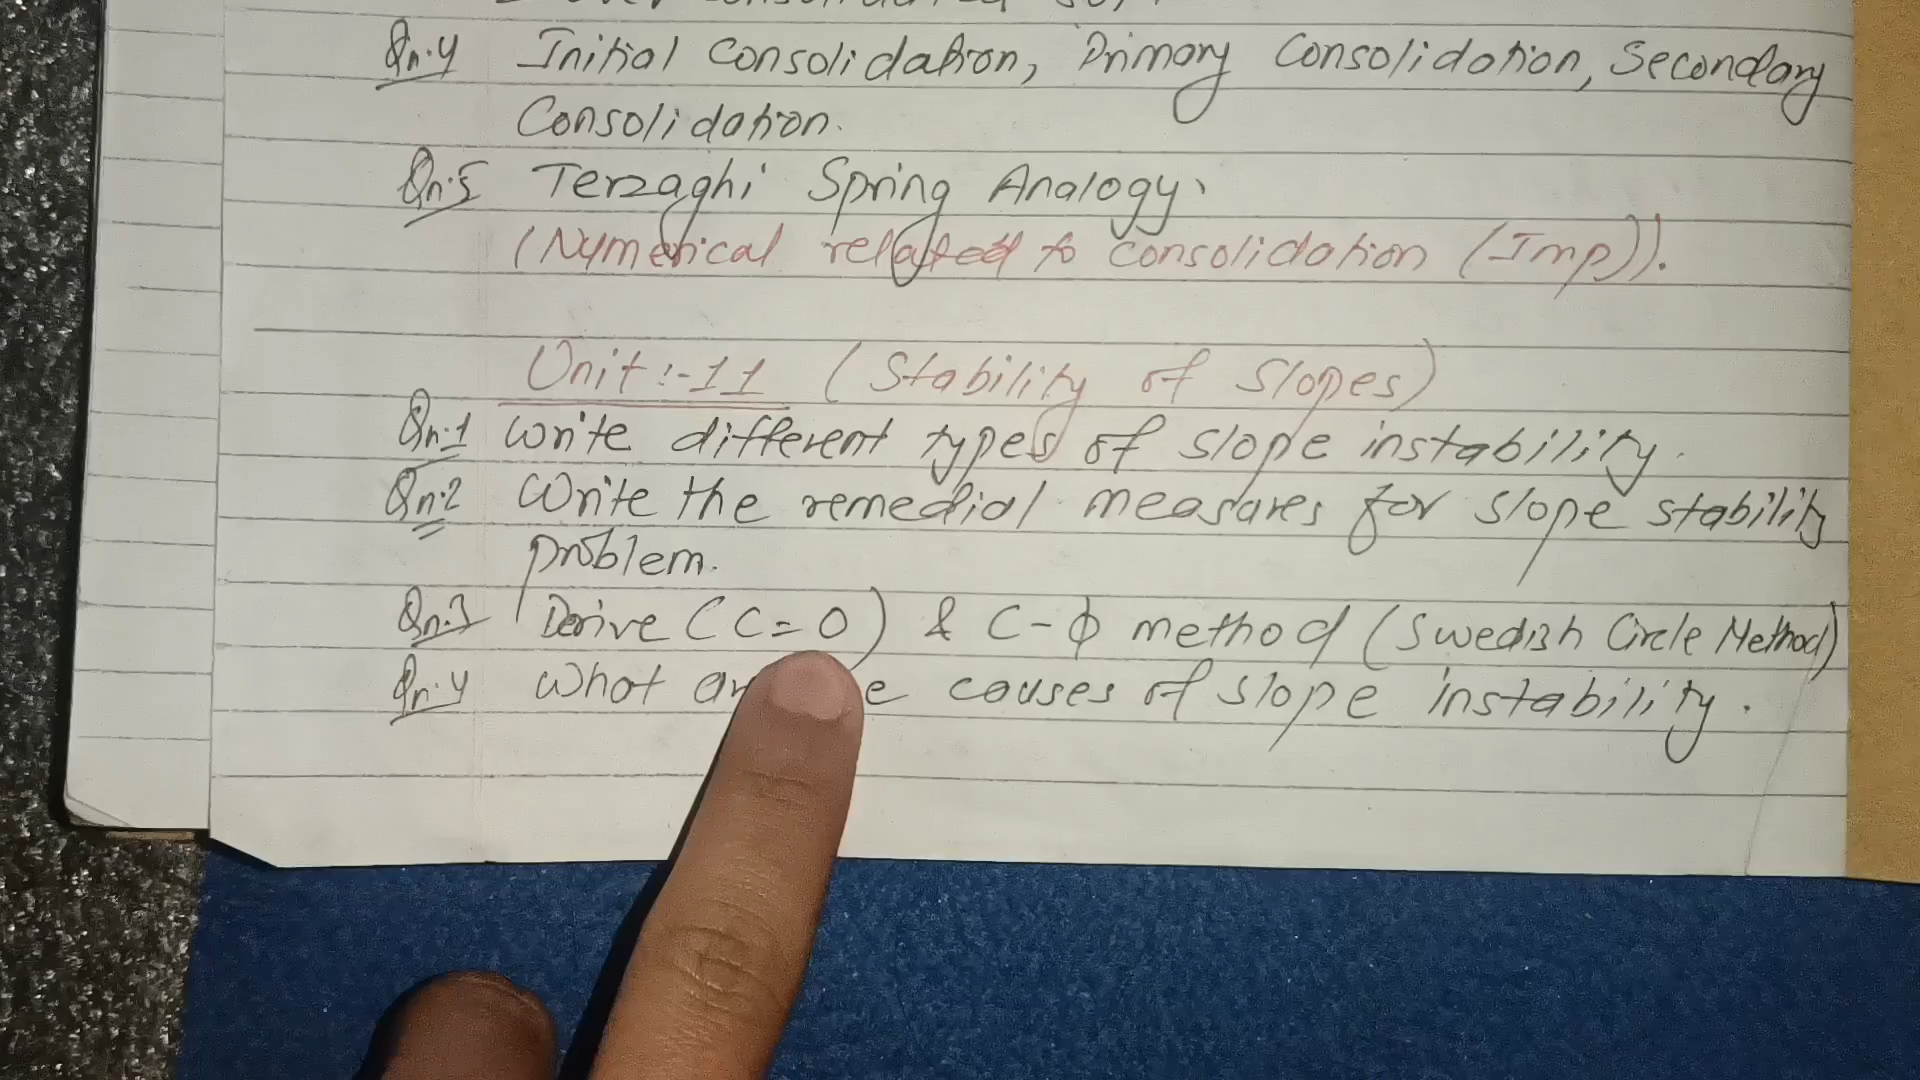 Qn.4 Initial Consolidation, Primary Consolidation, Secondary
Consolidation.
Qn.5 Terzaghi Spring Analogy.
(Numerical related to consolidation (Imp)).
Unit :- 11 (Stability of Slopes)
Qn.1 Write different types of slope instability.
Qn.2 Write the remedial measures for slope stability
problem.
Qn.3 Derive (C=0) & C-φ method (Swedish Circle Method)
Qn.4 What causes of slope instability.